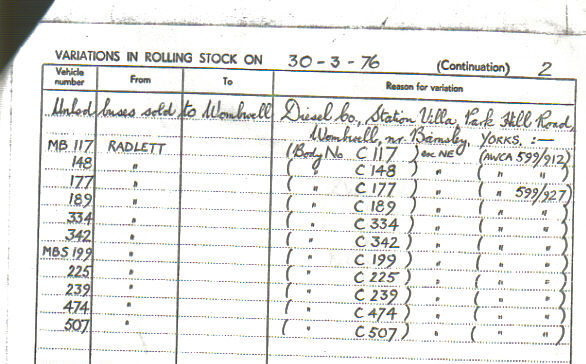 VARIATIONS IN ROLLING STOCK ON 30-3-76 (Continuation) 2
Vehicle number From To Reason for variation
buses sold to Wombwell Diesel Co., Station Villa, Park Hill Road,
Wombwell, nr. Barnsley, YORKS. :—
MB 117 RADLETT (Body No C 117) exc NE (AWCA 599/912)
148 " ( " C 148 ) " ( " " )
177 " ( " C 177 ) " ( " 599/927)
189 " ( " C 189 ) " ( " " )
334 " ( " C 334 ) " ( " " )
342 " ( " C 342 ) " ( " " )
MBS 199 " ( " C 199 ) " ( " " )
225 " ( " C 225 ) " ( " " )
239 " ( " C 239 ) " ( " " )
474 " ( " C 474 ) " ( " " )
507 " ( " C 507 ) " ( " " )